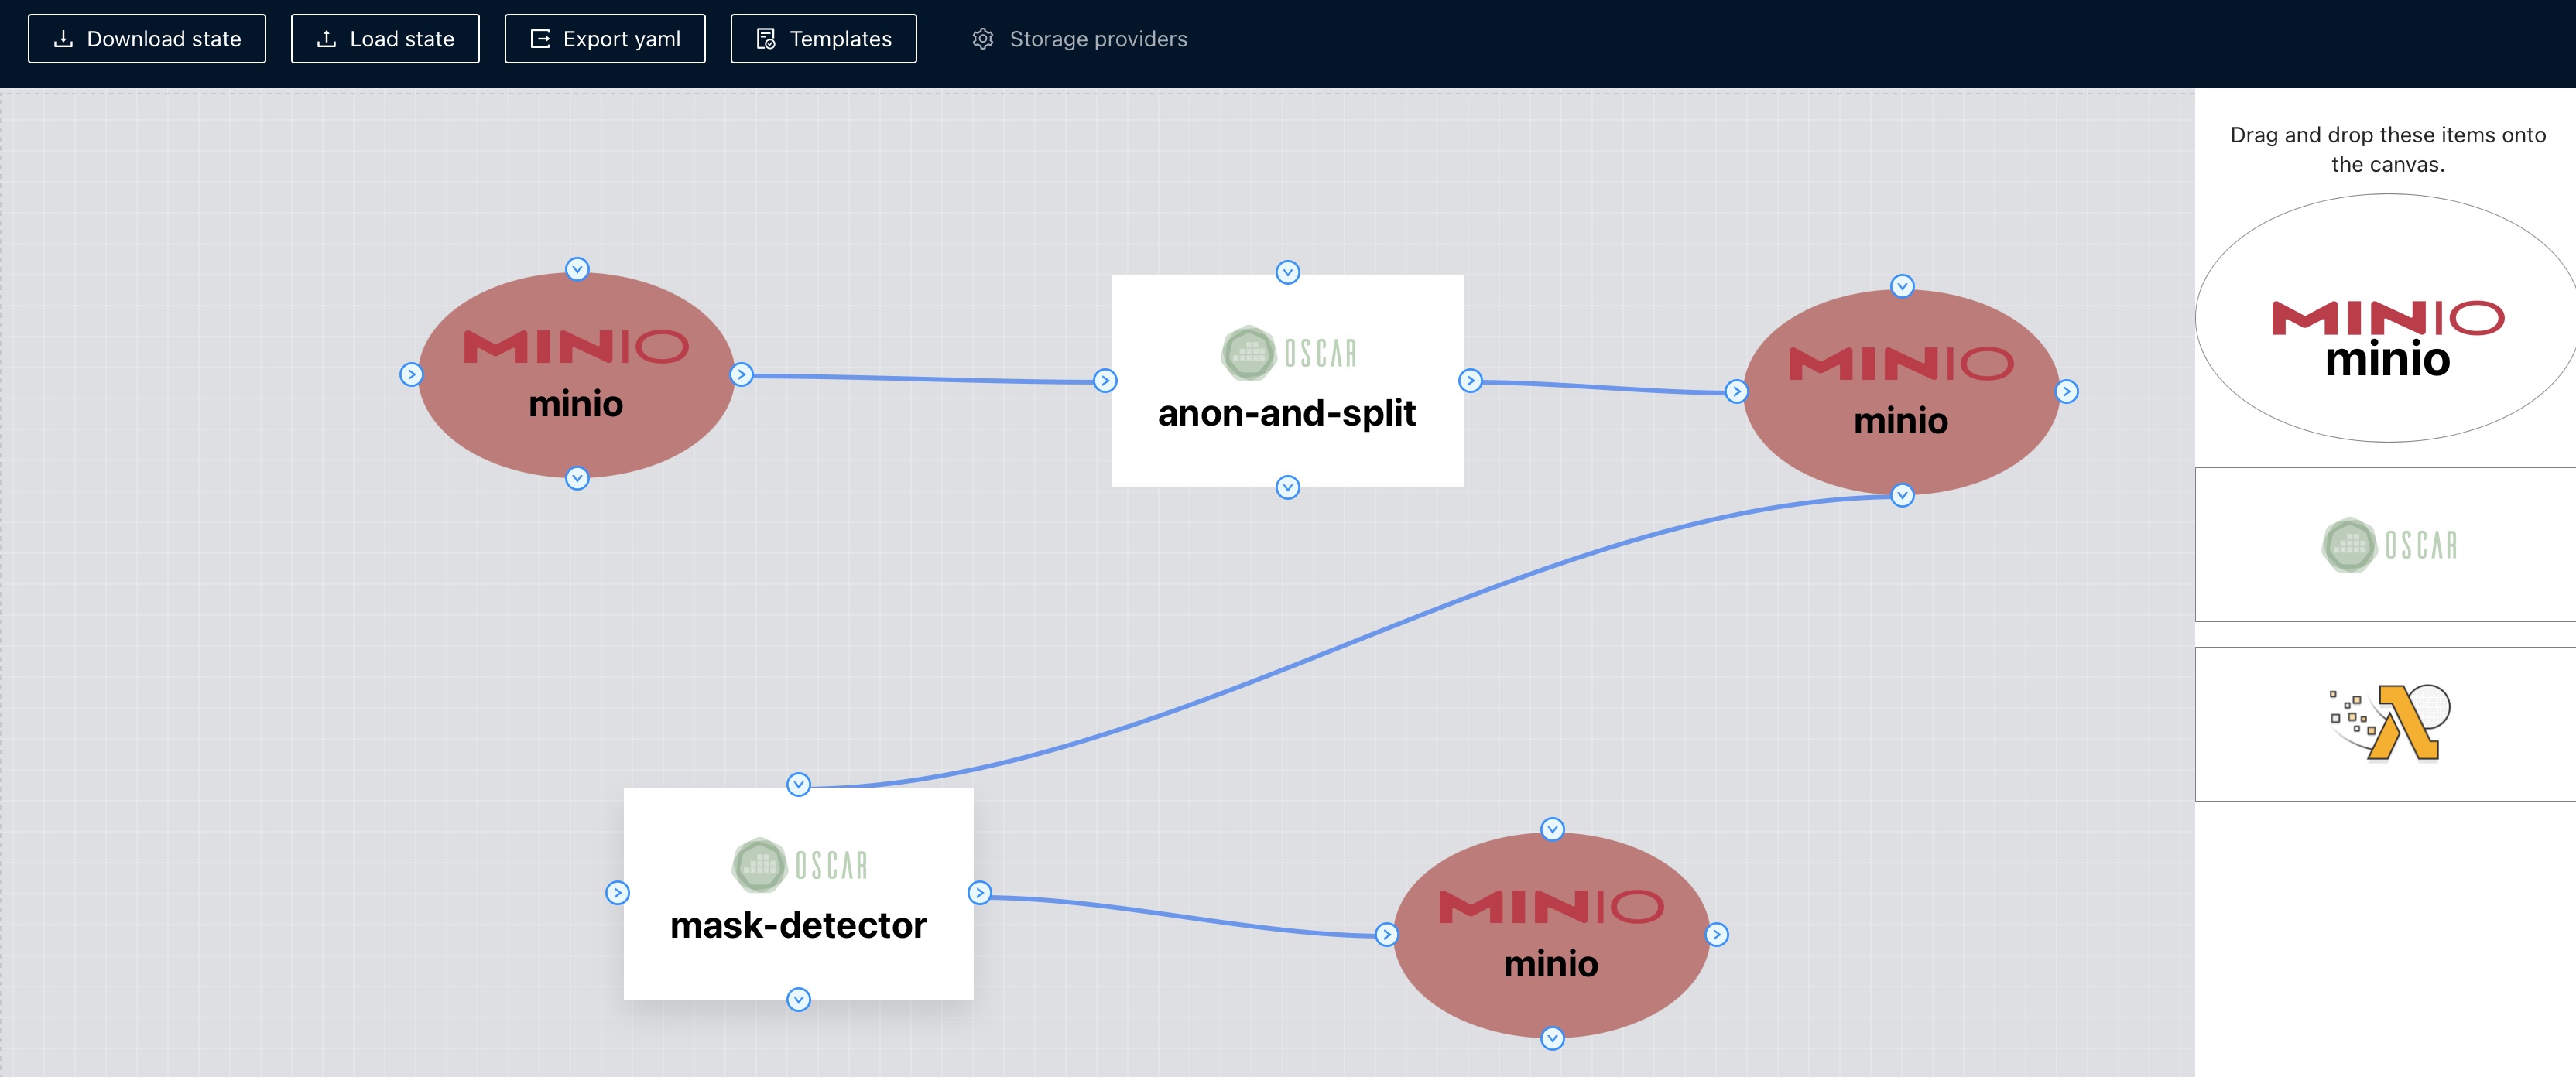 Download state
Load state
Export yaml
Templates
Storage providers
Drag and drop these items onto
the canvas.
MINIO
minio
OSCAR
anon-and-split
MINIO
minio
MINIO
minio
OSCAR
OSCAR
mask-detector
MINIO
minio